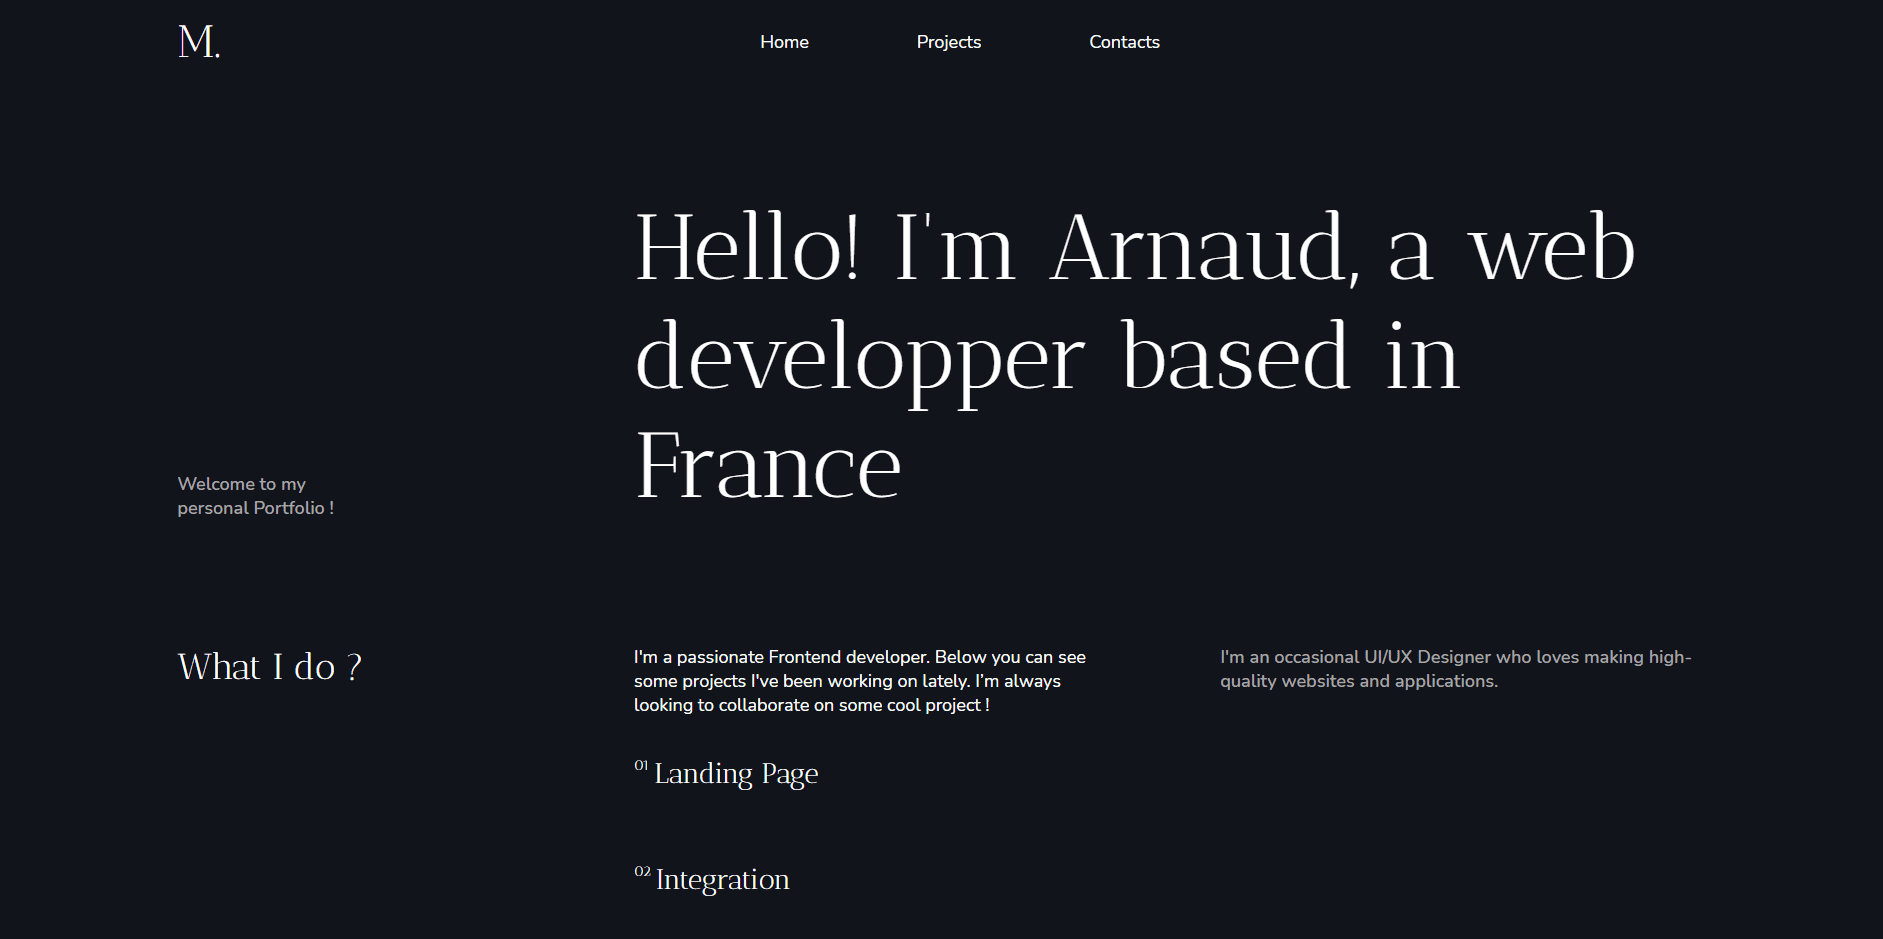 M.
Home
Projects
Contacts
Hello! I'm Arnaud, a web
developper based in
France
Welcome to my
personal Portfolio !
What I do ?
I'm a passionate Frontend developer. Below you can see
some projects I've been working on lately. I'm always
looking to collaborate on some cool project !
I'm an occasional UI/UX Designer who loves making high-
quality websites and applications.
01 Landing Page
02 Integration